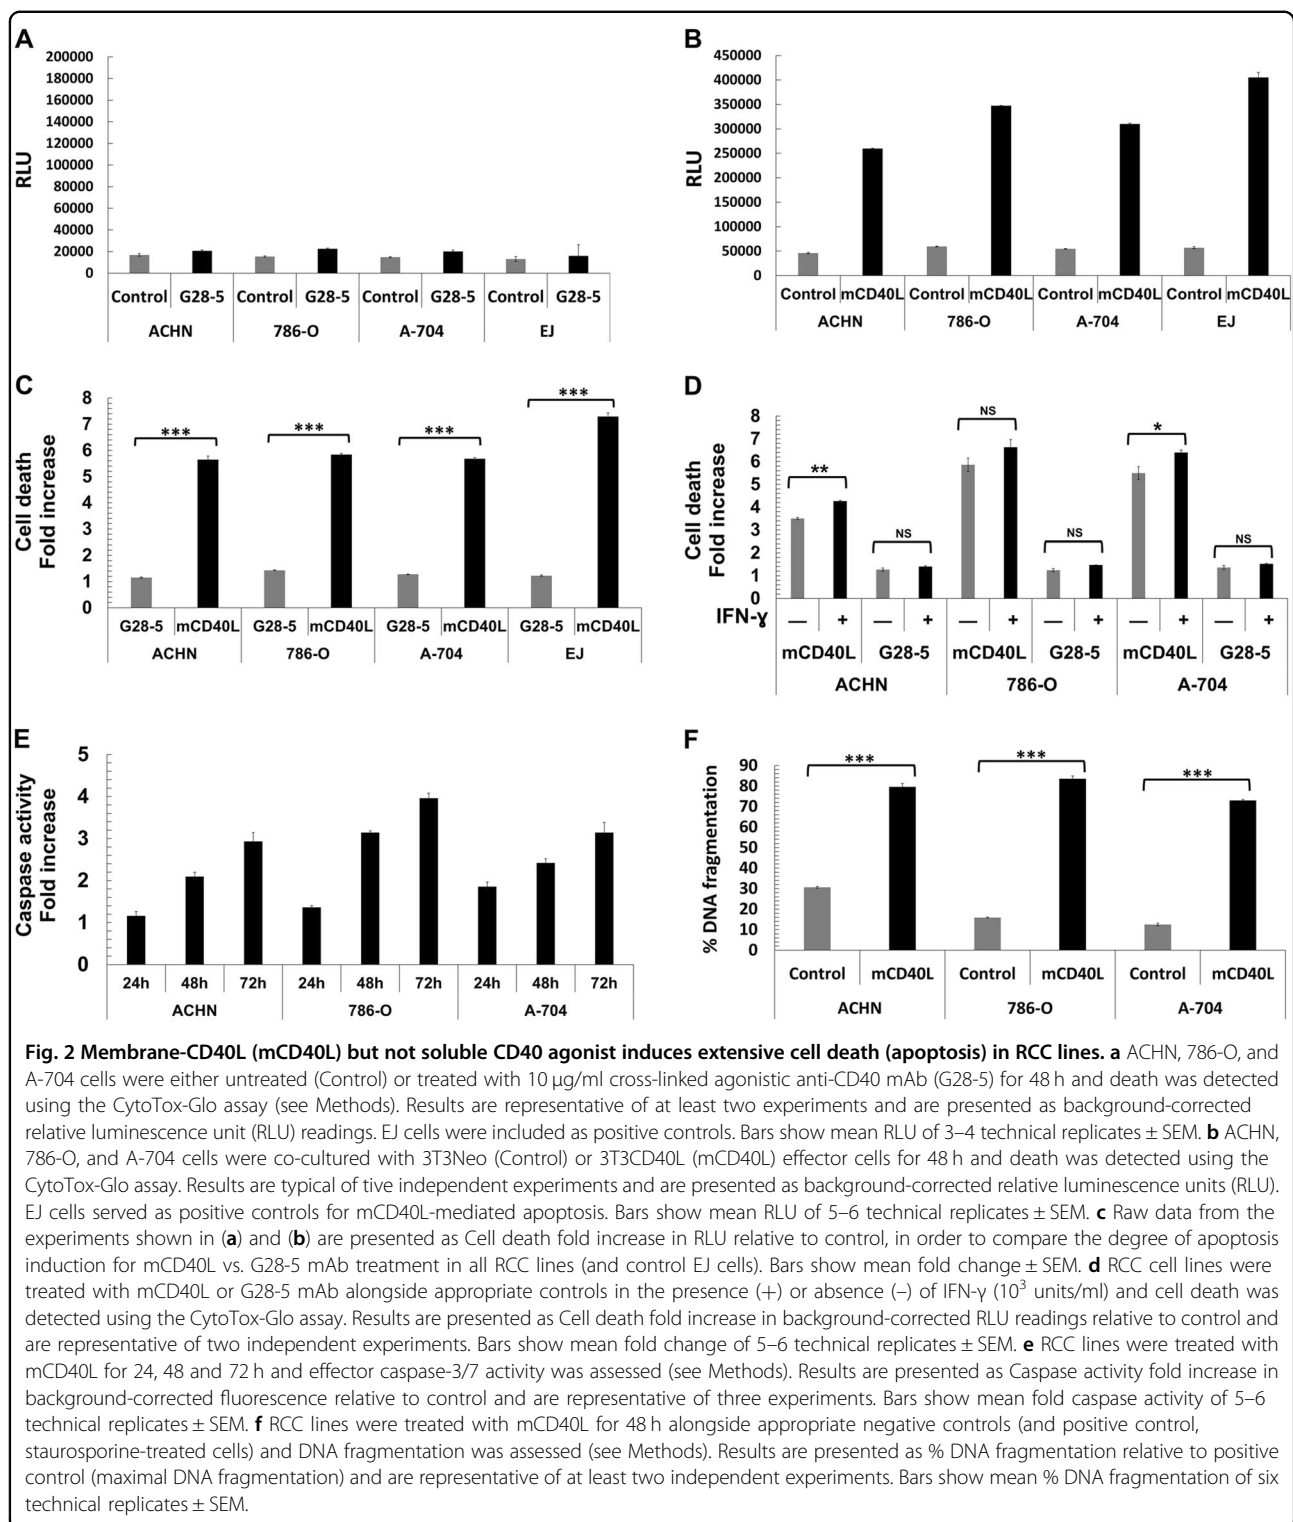 A
200000
180000
160000
140000
120000
100000
80000
60000
40000
20000
0
RLU
Control G28-5 Control G28-5 Control G28-5 Control G28-5
ACHN 786-O A-704 EJ
B
450000
400000
350000
300000
250000
200000
150000
100000
50000
0
RLU
Control mCD40L Control mCD40L Control mCD40L Control mCD40L
ACHN 786-O A-704 EJ
C
8
7
6
5
4
3
2
1
0
Cell death
Fold increase
*** *** *** ***
G28-5 mCD40L G28-5 mCD40L G28-5 mCD40L G28-5 mCD40L
ACHN 786-O A-704 EJ
D
8
7
6
5
4
3
2
1
0
Cell death
Fold increase
** NS NS NS * NS
IFN-ɣ — + — + — + — + — + — +
mCD40L G28-5 mCD40L G28-5 mCD40L G28-5
ACHN 786-O A-704
E
5
4
3
2
1
0
Caspase activity
Fold increase
24h 48h 72h 24h 48h 72h 24h 48h 72h
ACHN 786-O A-704
F
90
80
70
60
50
40
30
20
10
0
% DNA fragmentation
*** *** ***
Control mCD40L Control mCD40L Control mCD40L
ACHN 786-O A-704
Fig. 2 Membrane-CD40L (mCD40L) but not soluble CD40 agonist induces extensive cell death (apoptosis) in RCC lines. a ACHN, 786-O, and
A-704 cells were either untreated (Control) or treated with 10 µg/ml cross-linked agonistic anti-CD40 mAb (G28-5) for 48 h and death was detected
using the CytoTox-Glo assay (see Methods). Results are representative of at least two experiments and are presented as background-corrected
relative luminescence unit (RLU) readings. EJ cells were included as positive controls. Bars show mean RLU of 3–4 technical replicates ± SEM. b ACHN,
786-O, and A-704 cells were co-cultured with 3T3Neo (Control) or 3T3CD40L (mCD40L) effector cells for 48 h and death was detected using the
CytoTox-Glo assay. Results are typical of tive independent experiments and are presented as background-corrected relative luminescence units (RLU).
EJ cells served as positive controls for mCD40L-mediated apoptosis. Bars show mean RLU of 5–6 technical replicates ± SEM. c Raw data from the
experiments shown in (a) and (b) are presented as Cell death fold increase in RLU relative to control, in order to compare the degree of apoptosis
induction for mCD40L vs. G28-5 mAb treatment in all RCC lines (and control EJ cells). Bars show mean fold change ± SEM. d RCC cell lines were
treated with mCD40L or G28-5 mAb alongside appropriate controls in the presence (+) or absence (–) of IFN-γ (10³ units/ml) and cell death was
detected using the CytoTox-Glo assay. Results are presented as Cell death fold increase in background-corrected RLU readings relative to control and
are representative of two independent experiments. Bars show mean fold change of 5–6 technical replicates ± SEM. e RCC lines were treated with
mCD40L for 24, 48 and 72 h and effector caspase-3/7 activity was assessed (see Methods). Results are presented as Caspase activity fold increase in
background-corrected fluorescence relative to control and are representative of three experiments. Bars show mean fold caspase activity of 5–6
technical replicates ± SEM. f RCC lines were treated with mCD40L for 48 h alongside appropriate negative controls (and positive control,
staurosporine-treated cells) and DNA fragmentation was assessed (see Methods). Results are presented as % DNA fragmentation relative to positive
control (maximal DNA fragmentation) and are representative of at least two independent experiments. Bars show mean % DNA fragmentation of six
technical replicates ± SEM.